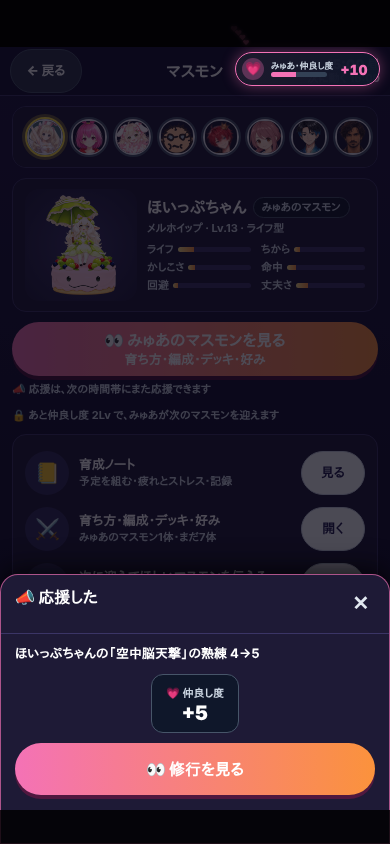 ← 戻る
マスモン
みゅあ・仲良し度
+10
ほいっぷちゃん
みゅあのマスモン
メルホイップ・Lv.13・ライフ型
ライフ
ちから
かしこさ
命中
回避
丈夫さ
👀 みゅあのマスモンを見る
育ち方・編成・デッキ・好み
📣 応援は、次の時間帯にまた応援できます
🔒 あと仲良し度 2Lv で、みゅあが次のマスモンを迎えます
育成ノート
予定を組む・疲れとストレス・記録
見る
育ち方・編成・デッキ・好み
みゅあのマスモン1体・まだ7体
開く
📣 応援した
×
ほいっぷちゃんの「空中脳天撃」の熟練 4→5
💗 仲良し度
+5
👀 修行を見る